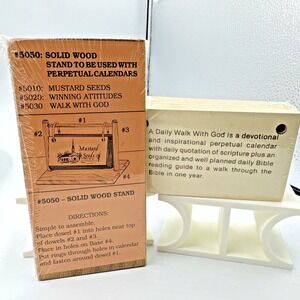 #5050: SOLID WOOD
STAND TO BE USED WITH
PERPETUAL CALENDARS
#5010: MUSTARD SEEDS
#5020: WINNING ATTITUDES
#5030 WALK WITH GOD
#1
#2
#3
Mustard
Seeds
#4
#5050 – SOLID WOOD STAND
DIRECTIONS:
Simple to assemble.
Place dowel #1 into holes near top
of dowels #2 and #3.
Place in holes on Base #4.
Put rings through holes in calendar
and fasten around dowel #1.
A Daily Walk With God is a devotional
and inspirational perpetual calendar
with daily quotation of scripture plus an
organized and well planned daily Bible
reading guide to a walk through the
Bible in one year.